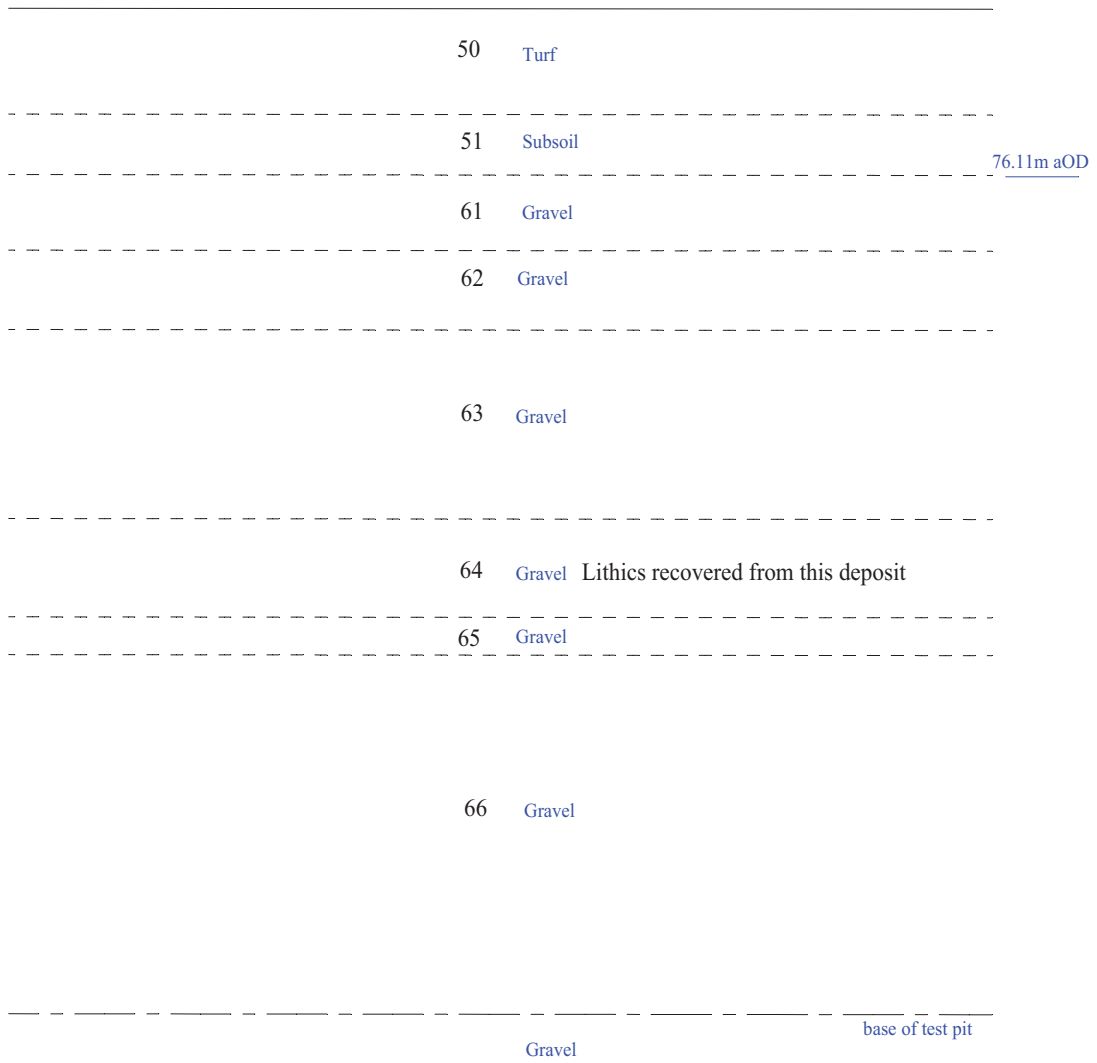 50 Turf
51 Subsoil
76.11m aOD
61 Gravel
62 Gravel
63 Gravel
64 Gravel Lithics recovered from this deposit
65 Gravel
66 Gravel
base of test pit
Gravel